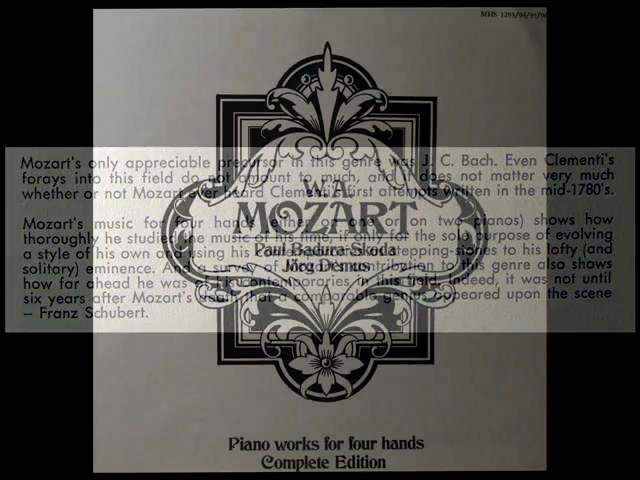 MHS 1293/94/95/96
Mozart's only appreciable precursor in this genre was J. C. Bach. Even Clementi's
forays into this field do not amount to much, and it does not matter very much
whether or not Mozart ever heard Clementi's first attempts written in the mid-1780's.
Mozart's music for four hands (either on one or on two pianos) shows how
thoroughly he studied the music of his time, if only for the sole purpose of evolving
a style of his own and using his as stepping-stones to his lofty (and
solitary) eminence. And a survey of Mozart's contribution to this genre also shows
how far ahead he was of his contemporaries in this field. Indeed, it was not until
six years after Mozart's death that a comparable genius appeared upon the scene
– Franz Schubert.
W.A.
MOZART
Paul Badura-Skoda
Jörg Demus
Piano works for four hands
Complete Edition